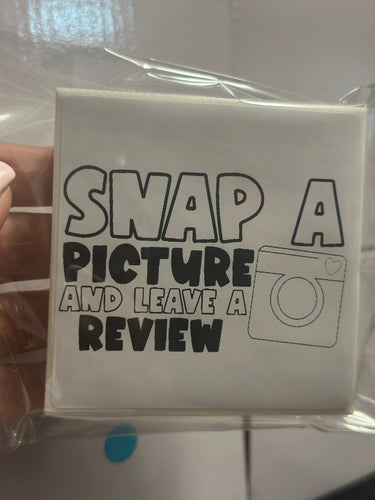 SNAP A
PICTURE
AND LEAVE A
REVIEW